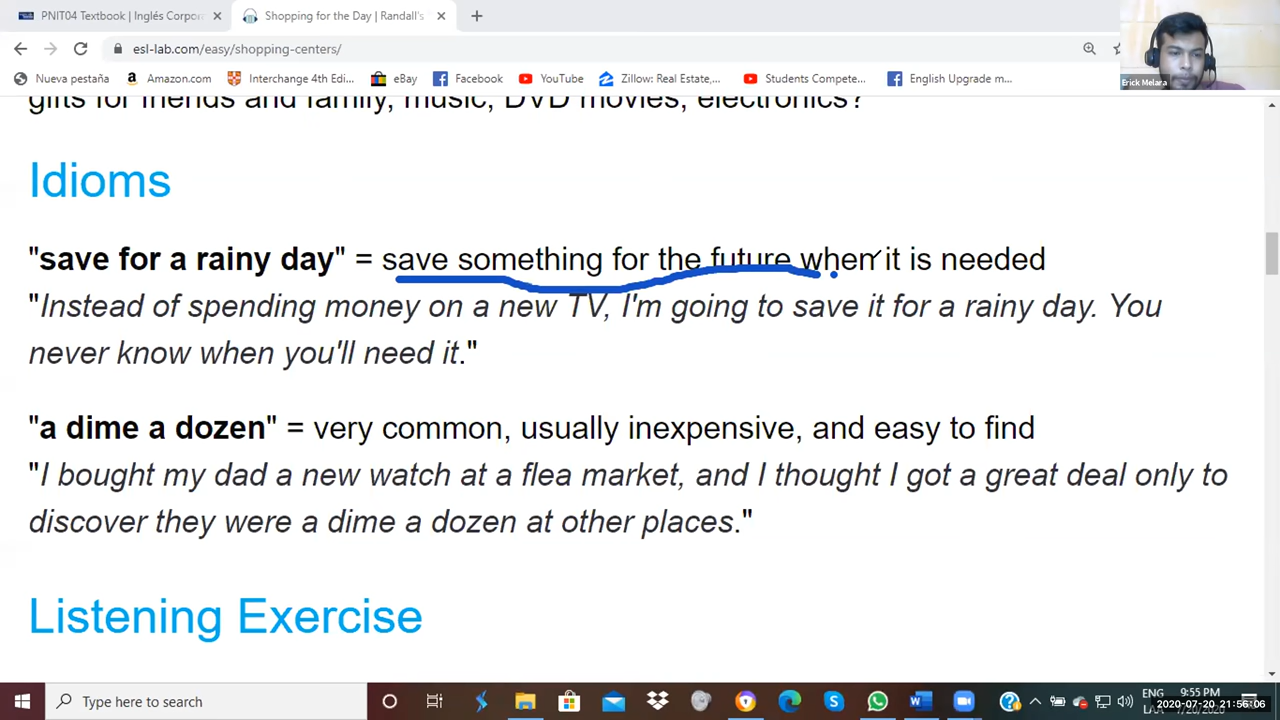 PNIT04 Textbook | Inglés Corpor
Shopping for the Day | Randall's
esl-lab.com/easy/shopping-centers/
Nueva pestaña
Amazon.com
Interchange 4th Edi...
eBay
Facebook
YouTube
Zillow: Real Estate,...
Students Compete...
English Upgrade m...
Erick Melara
gifts for friends and family, music, DVD movies, electronics?
Idioms
"save for a rainy day" = save something for the future when it is needed
"Instead of spending money on a new TV, I'm going to save it for a rainy day. You
never know when you'll need it."
"a dime a dozen" = very common, usually inexpensive, and easy to find
"I bought my dad a new watch at a flea market, and I thought I got a great deal only to
discover they were a dime a dozen at other places."
Listening Exercise
Type here to search
ENG
9:55 PM
2020-07-20 21:56:06